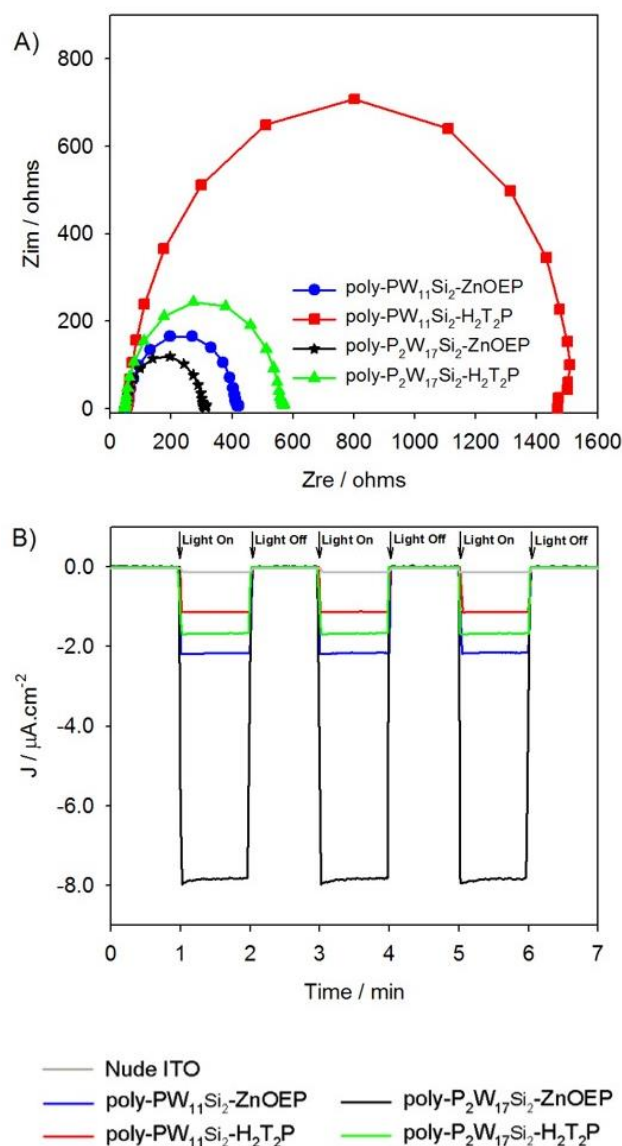 A)
800
600
400
200
0
Zim / ohms
poly-PW₁₁Si₂-ZnOEP
poly-PW₁₁Si₂-H₂T₂P
poly-P₂W₁₇Si₂-ZnOEP
poly-P₂W₁₇Si₂-H₂T₂P
0 200 400 600 800 1000 1200 1400 1600
Zre / ohms
B)
Light On Light Off Light On Light Off Light On Light Off
0.0
-2.0
-4.0
-6.0
-8.0
J / μA.cm⁻²
0 1 2 3 4 5 6 7
Time / min
Nude ITO
poly-PW₁₁Si₂-ZnOEP poly-P₂W₁₇Si₂-ZnOEP
poly-PW₁₁Si₂-H₂T₂P poly-P₂W₁₇Si₂-H₂T₂P